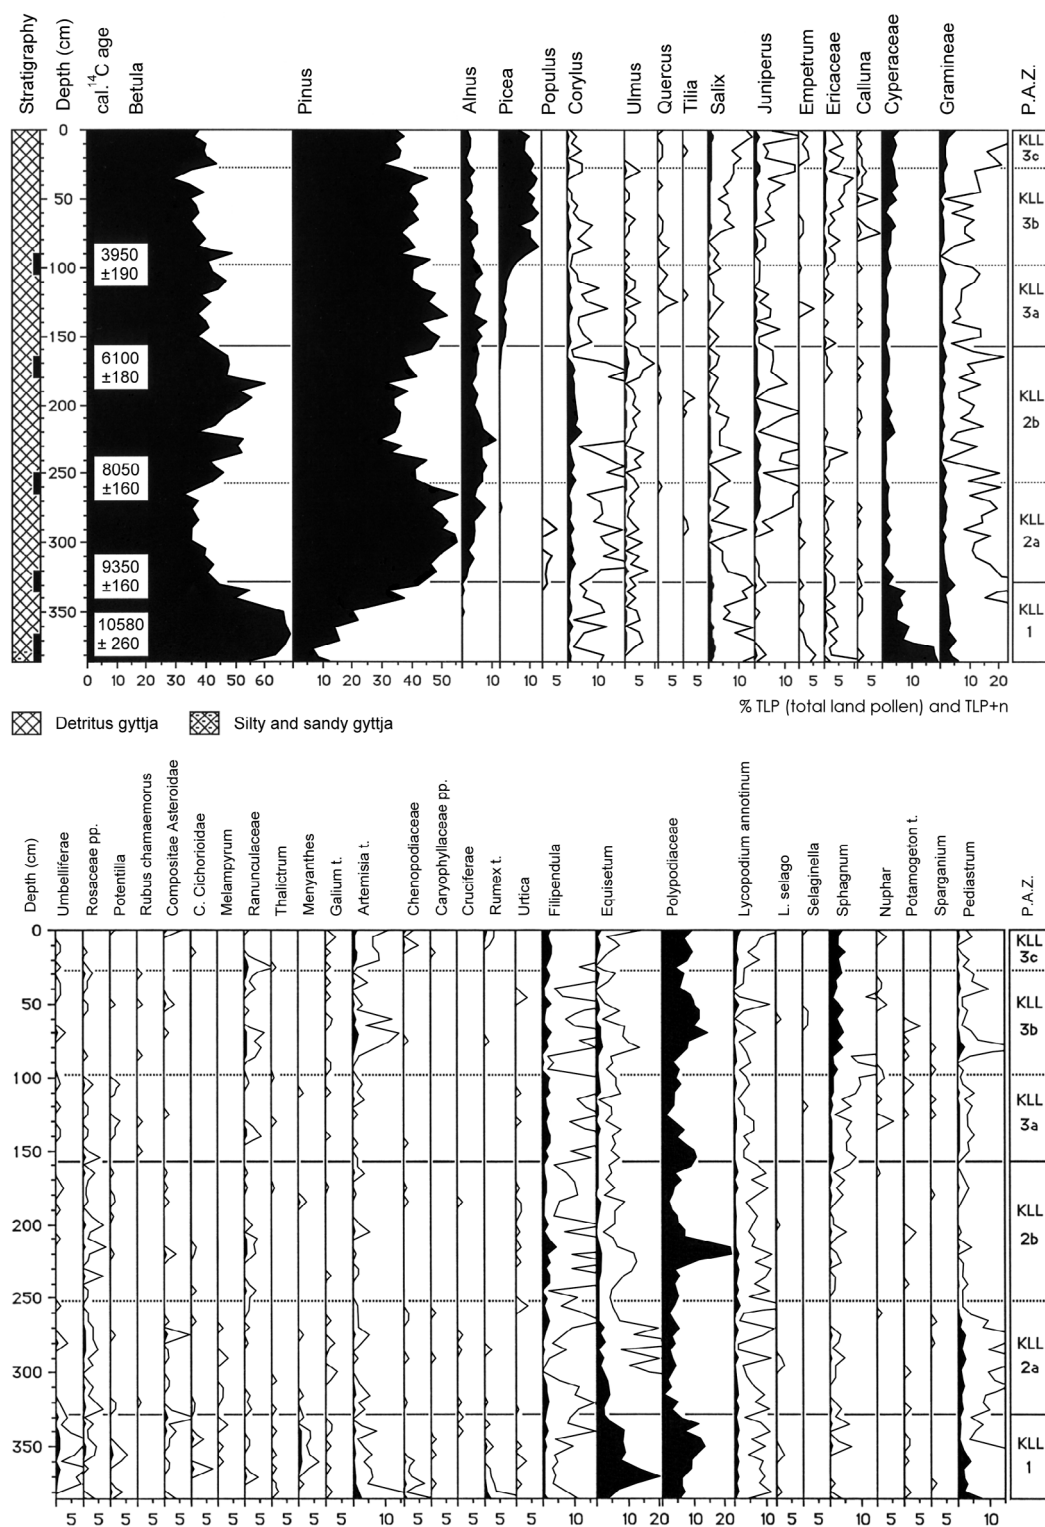 Stratigraphy
Depth (cm)
cal. 14C age
Betula
Pinus
Alnus
Picea
Populus
Corylus
Ulmus
Quercus
Tilia
Salix
Juniperus
Empetrum
Ericaceae
Calluna
Cyperaceae
Gramineae
P.A.Z.
0
50
100
150
200
250
300
350
3950
±190
6100
±180
8050
±160
9350
±160
10580
± 260
KLL
3c
KLL
3b
KLL
3a
KLL
2b
KLL
2a
KLL
1
0 10 20 30 40 50 60 10 20 30 40 50 10 10 5 10 5 5 5 10 10 5 5 5 10 10 20
% TLP (total land pollen) and TLP+n
Detritus gyttja
Silty and sandy gyttja
Depth (cm)
Umbelliferae
Rosaceae pp.
Potentilla
Rubus chamaemorus
Compositae Asteroidae
C. Cichorioidae
Melampyrum
Ranunculaceae
Thalictrum
Menyanthes
Galium t.
Artemisia t.
Chenopodiaceae
Caryophyllaceae pp.
Cruciferae
Rumex t.
Urtica
Filipendula
Equisetum
Polypodiaceae
Lycopodium annotinum
L. selago
Selaginella
Sphagnum
Nuphar
Potamogeton t.
Sparganium
Pediastrum
P.A.Z.
0
50
100
150
200
250
300
350
KLL
3c
KLL
3b
KLL
3a
KLL
2b
KLL
2a
KLL
1
5 5 5 5 5 5 5 5 5 5 5 10 5 5 5 5 5 10 10 20 10 20 10 5 5 10 5 5 5 10